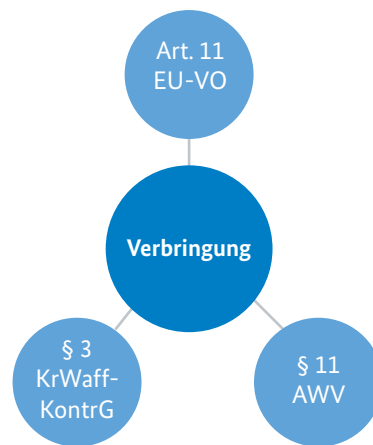 Art. 11
EU-VO
Verbringung
§ 3
KrWaff-
KontrG
§ 11
AWV